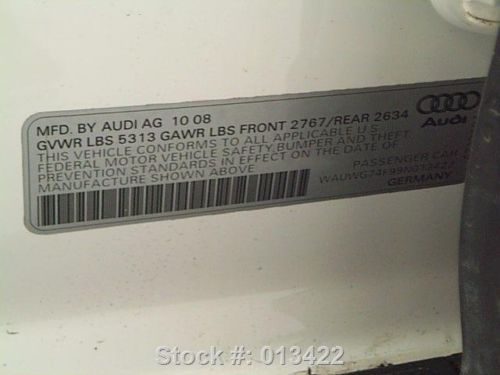 MFD. BY AUDI AG 10 08
GVWR LBS 5313 GAWR LBS FRONT 2767/REAR 2634
THIS VEHICLE CONFORMS TO ALL APPLICABLE U.S.
FEDERAL MOTOR VEHICLE SAFETY,BUMPER AND THEFT
PREVENTION STANDARDS IN EFFECT ON THE DATE OF
MANUFACTURE SHOWN ABOVE
Audi
PASSENGER CAR
GERMANY
Stock #: 013422